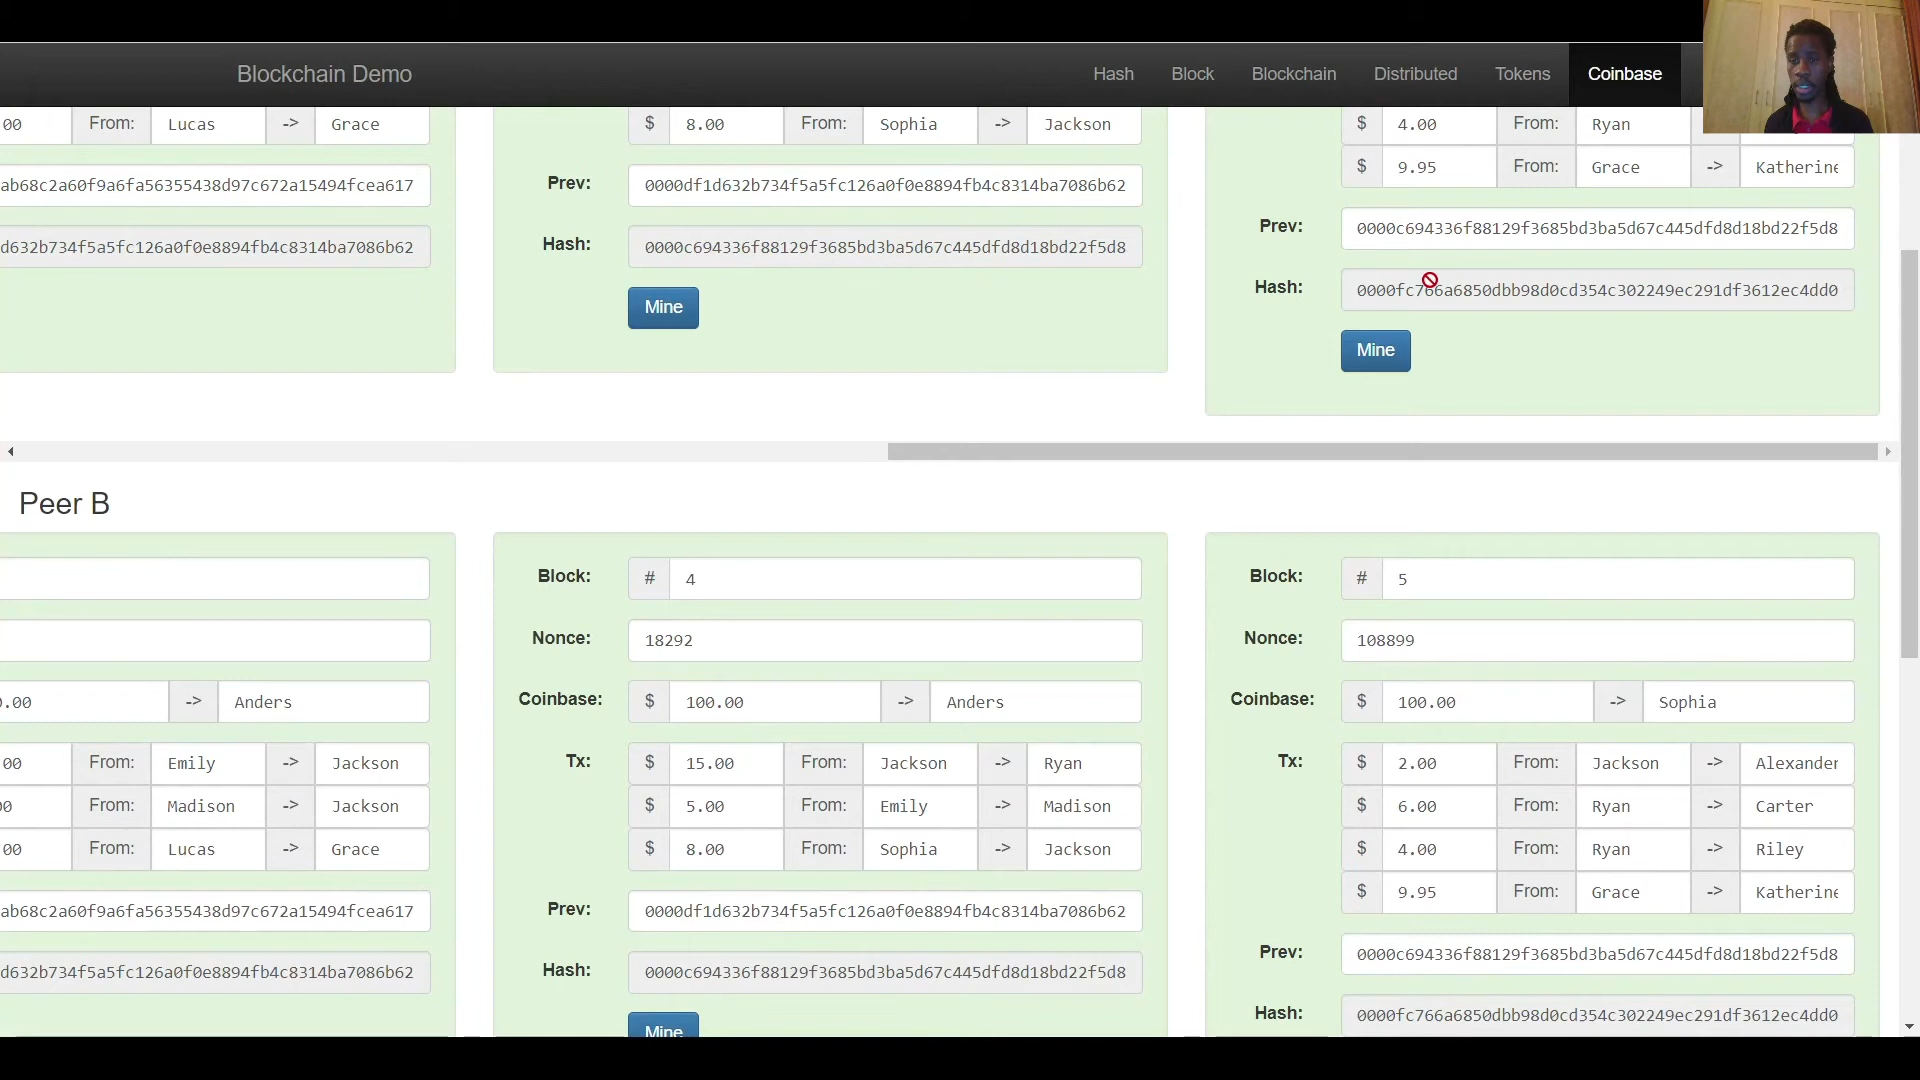 Blockchain Demo Hash Block Blockchain Distributed Tokens Coinbase
00 From: Lucas -> Grace
ab68c2a60f9a6fa56355438d97c672a15494fcea617
d632b734f5a5fc126a0f0e8894fb4c8314ba7086b62
$ 8.00 From: Sophia -> Jackson
Prev: 0000df1d632b734f5a5fc126a0f0e8894fb4c8314ba7086b62
Hash: 0000c694336f88129f3685bd3ba5d67c445dfd8d18bd22f5d8
Mine
$ 4.00 From: Ryan
$ 9.95 From: Grace -> Katherine
Prev: 0000c694336f88129f3685bd3ba5d67c445dfd8d18bd22f5d8
Hash: 0000fc766a6850dbb98d0cd354c302249ec291df3612ec4dd0
Mine
Peer B
.00 -> Anders
00 From: Emily -> Jackson
00 From: Madison -> Jackson
00 From: Lucas -> Grace
ab68c2a60f9a6fa56355438d97c672a15494fcea617
d632b734f5a5fc126a0f0e8894fb4c8314ba7086b62
Block: # 4
Nonce: 18292
Coinbase: $ 100.00 -> Anders
Tx: $ 15.00 From: Jackson -> Ryan
$ 5.00 From: Emily -> Madison
$ 8.00 From: Sophia -> Jackson
Prev: 0000df1d632b734f5a5fc126a0f0e8894fb4c8314ba7086b62
Hash: 0000c694336f88129f3685bd3ba5d67c445dfd8d18bd22f5d8
Mine
Block: # 5
Nonce: 108899
Coinbase: $ 100.00 -> Sophia
Tx: $ 2.00 From: Jackson -> Alexander
$ 6.00 From: Ryan -> Carter
$ 4.00 From: Ryan -> Riley
$ 9.95 From: Grace -> Katherine
Prev: 0000c694336f88129f3685bd3ba5d67c445dfd8d18bd22f5d8
Hash: 0000fc766a6850dbb98d0cd354c302249ec291df3612ec4dd0